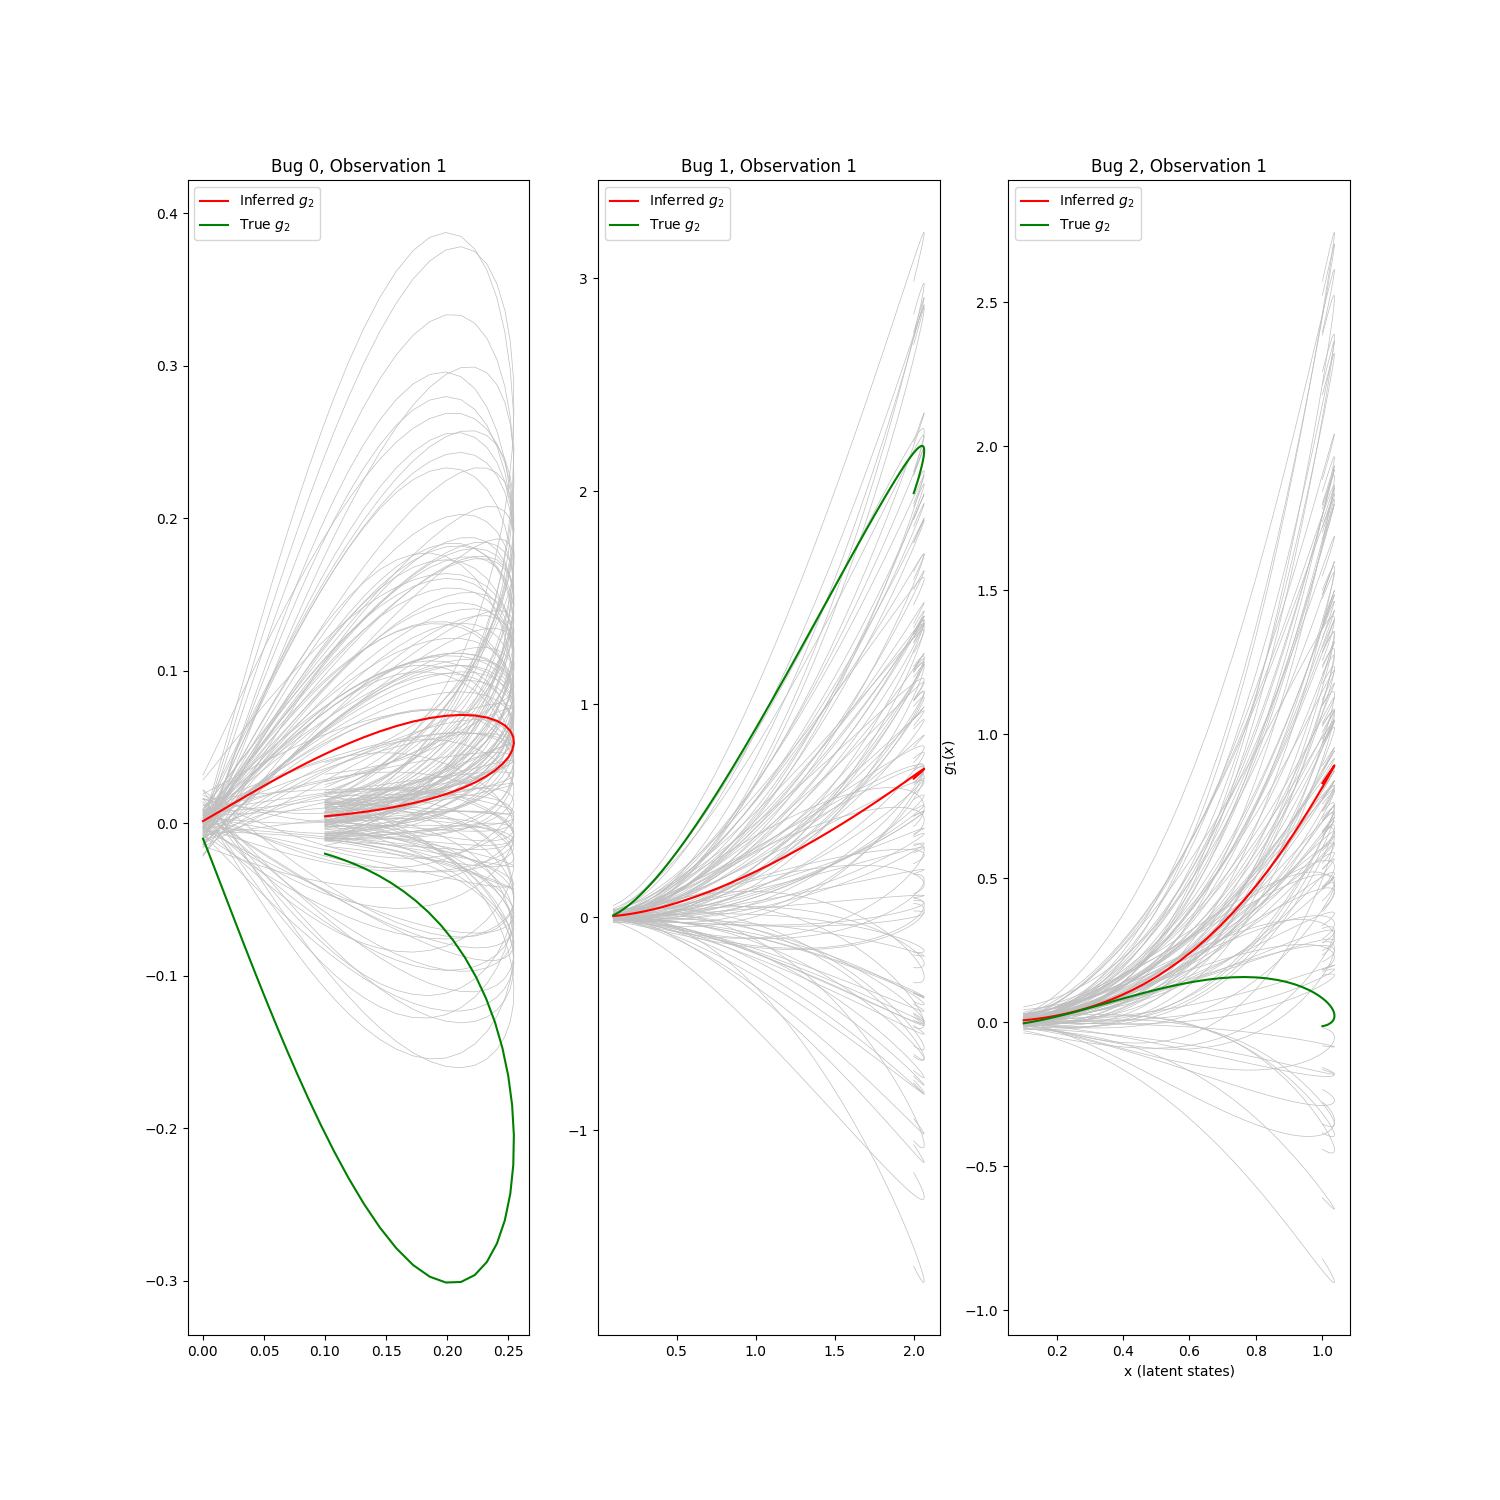 Bug 0, Observation 1
Inferred g₂
True g₂
0.4
0.3
0.2
0.1
0.0
−0.1
−0.2
−0.3
0.00 0.05 0.10 0.15 0.20 0.25
Bug 1, Observation 1
Inferred g₂
True g₂
3
2
1
0
−1
0.5 1.0 1.5 2.0
Bug 2, Observation 1
Inferred g₂
True g₂
g₁(x)
2.5
2.0
1.5
1.0
0.5
0.0
−0.5
−1.0
0.2 0.4 0.6 0.8 1.0
x (latent states)